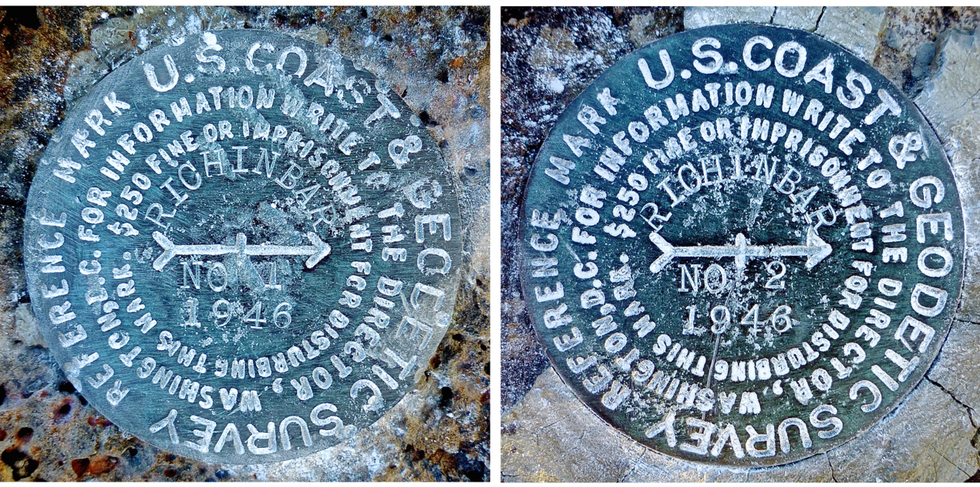 U.S. COAST & GEODETIC SURVEY
REFERENCE MARK
FOR INFORMATION WRITE TO THE DIRECTOR, WASHINGTON, D.C.
$250 FINE OR IMPRISONMENT FOR DISTURBING THIS MARK.
RICHINBAR
NO 1
1946
U.S. COAST & GEODETIC SURVEY
REFERENCE MARK
FOR INFORMATION WRITE TO THE DIRECTOR, WASHINGTON, D.C.
$250 FINE OR IMPRISONMENT FOR DISTURBING THIS MARK.
RICHINBAR
NO 2
1946